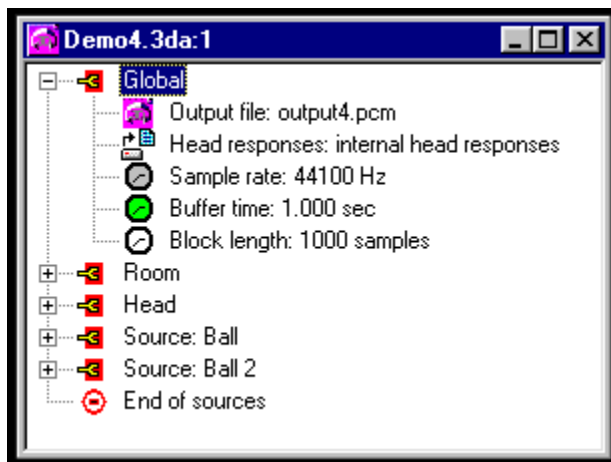 Demo4.3da:1
Global
Output file: output4.pcm
Head responses: internal head responses
Sample rate: 44100 Hz
Buffer time: 1.000 sec
Block length: 1000 samples
Room
Head
Source: Ball
Source: Ball 2
End of sources